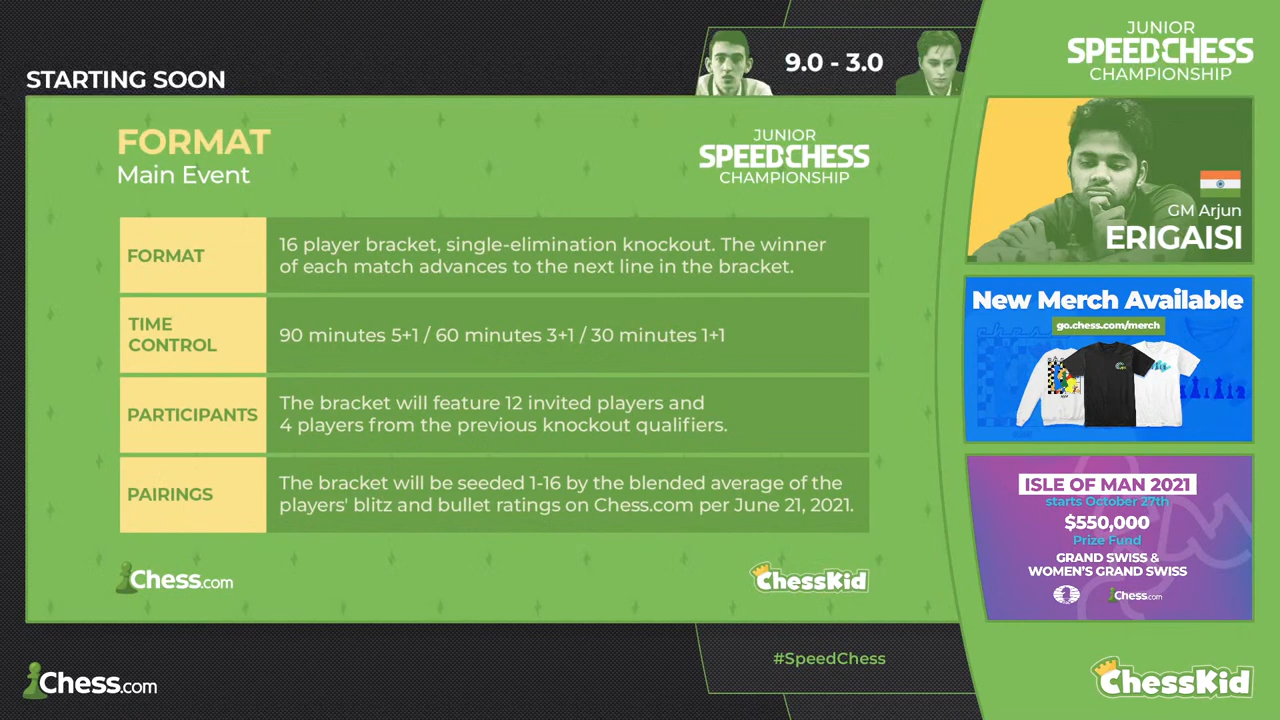 STARTING SOON
9.0 - 3.0
FORMAT
Main Event
JUNIOR
SPEEDCHESS
CHAMPIONSHIP
FORMAT
16 player bracket, single-elimination knockout. The winner
of each match advances to the next line in the bracket.
TIME
CONTROL
90 minutes 5+1 / 60 minutes 3+1 / 30 minutes 1+1
PARTICIPANTS
The bracket will feature 12 invited players and
4 players from the previous knockout qualifiers.
PAIRINGS
The bracket will be seeded 1-16 by the blended average of the
players' blitz and bullet ratings on Chess.com per June 21, 2021.
Chess.com
ChessKid
#SpeedChess
Chess.com
JUNIOR
SPEEDCHESS
CHAMPIONSHIP
GM Arjun
ERIGAISI
New Merch Available
go.chess.com/merch
ISLE OF MAN 2021
starts October 27th
$550,000
Prize Fund
GRAND SWISS &
WOMEN'S GRAND SWISS
Chess.com
ChessKid